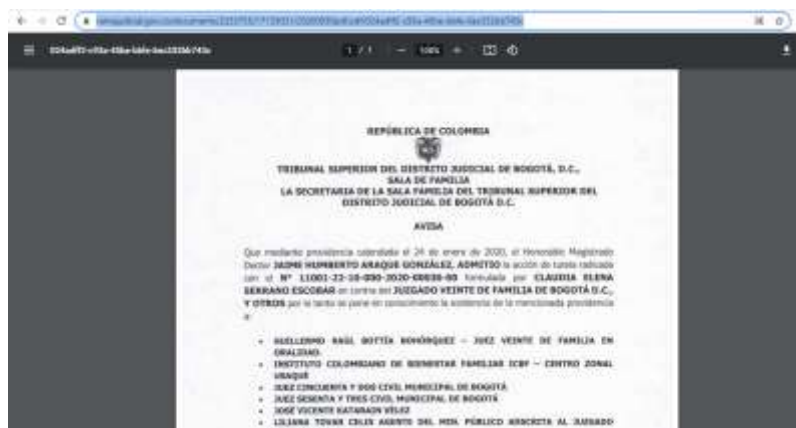 1 / 1
100%
REPÚBLICA DE COLOMBIA
TRIBUNAL SUPERIOR DEL DISTRITO JUDICIAL DE BOGOTÁ, D.C.,
SALA DE FAMILIA
LA SECRETARIA DE LA SALA FAMILIA DEL TRIBUNAL SUPERIOR DEL
DISTRITO JUDICIAL DE BOGOTÁ D.C.
AVISA
Que mediante providencia calendada el 24 de enero de 2020, el Honorable Magistrado
Doctor JAIME HUMBERTO ARAQUE GONZÁLEZ, ADMITIO la acción de tutela radicada
con el N° 11001-22-10-000-2020- formulada por CLAUDIA ELENA
SERRANO ESCOBAR en contra del JUZGADO VEINTE DE FAMILIA DE BOGOTÁ D.C.,
Y OTROS por lo tanto se pone en conocimiento la existencia de la mencionada providencia
a:
• GUILLERMO RAÚL BOTTÍA BOHÓRQUEZ – JUEZ VEINTE DE FAMILIA EN
ORALIDAD.
• INSTITUTO COLOMBIANO DE BIENESTAR FAMILIAR ICBF – CENTRO ZONAL
USAQUÉN
• JUEZ CINCUENTA Y DOS CIVIL MUNICIPAL DE BOGOTÁ
• JUEZ SESENTA Y TRES CIVIL MUNICIPAL DE BOGOTÁ
• JOSÉ VICENTE KATARAIN VÉLEZ
• LILIANA TOVAR CELIS AGENTE DEL MIN. PÚBLICO ADSCRITA AL JUZGADO